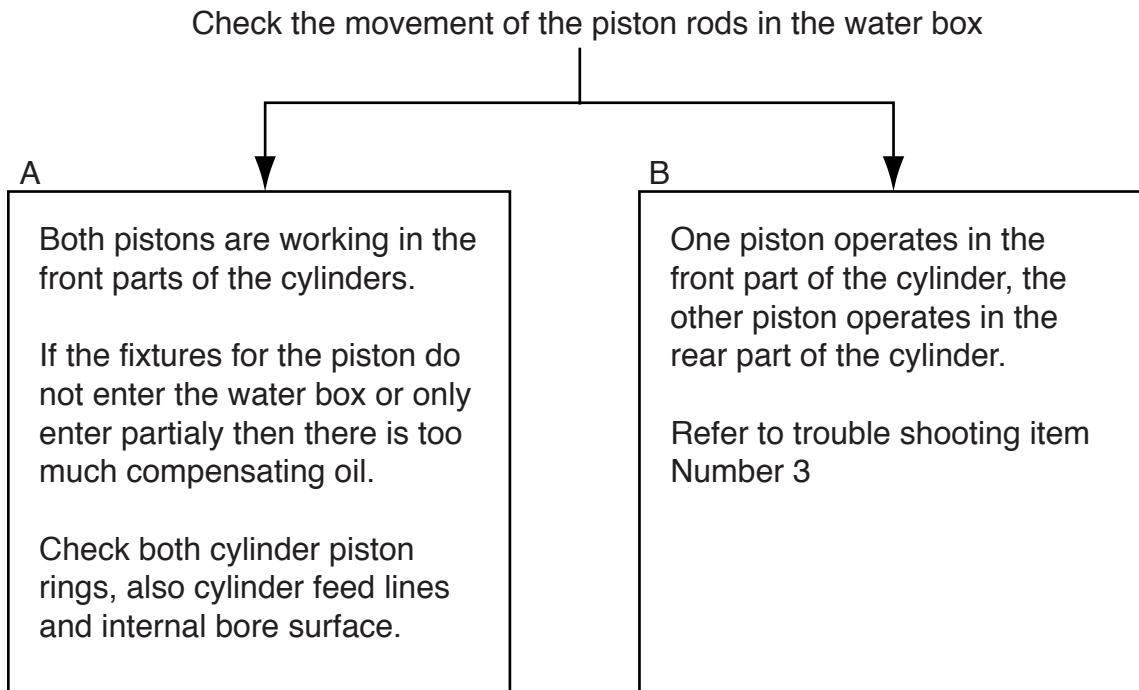 Check the movement of the piston rods in the water box
A
Both pistons are working in the
front parts of the cylinders.
If the fixtures for the piston do
not enter the water box or only
enter partialy then there is too
much compensating oil.
Check both cylinder piston
rings, also cylinder feed lines
and internal bore surface.
B
One piston operates in the
front part of the cylinder, the
other piston operates in the
rear part of the cylinder.
Refer to trouble shooting item
Number 3